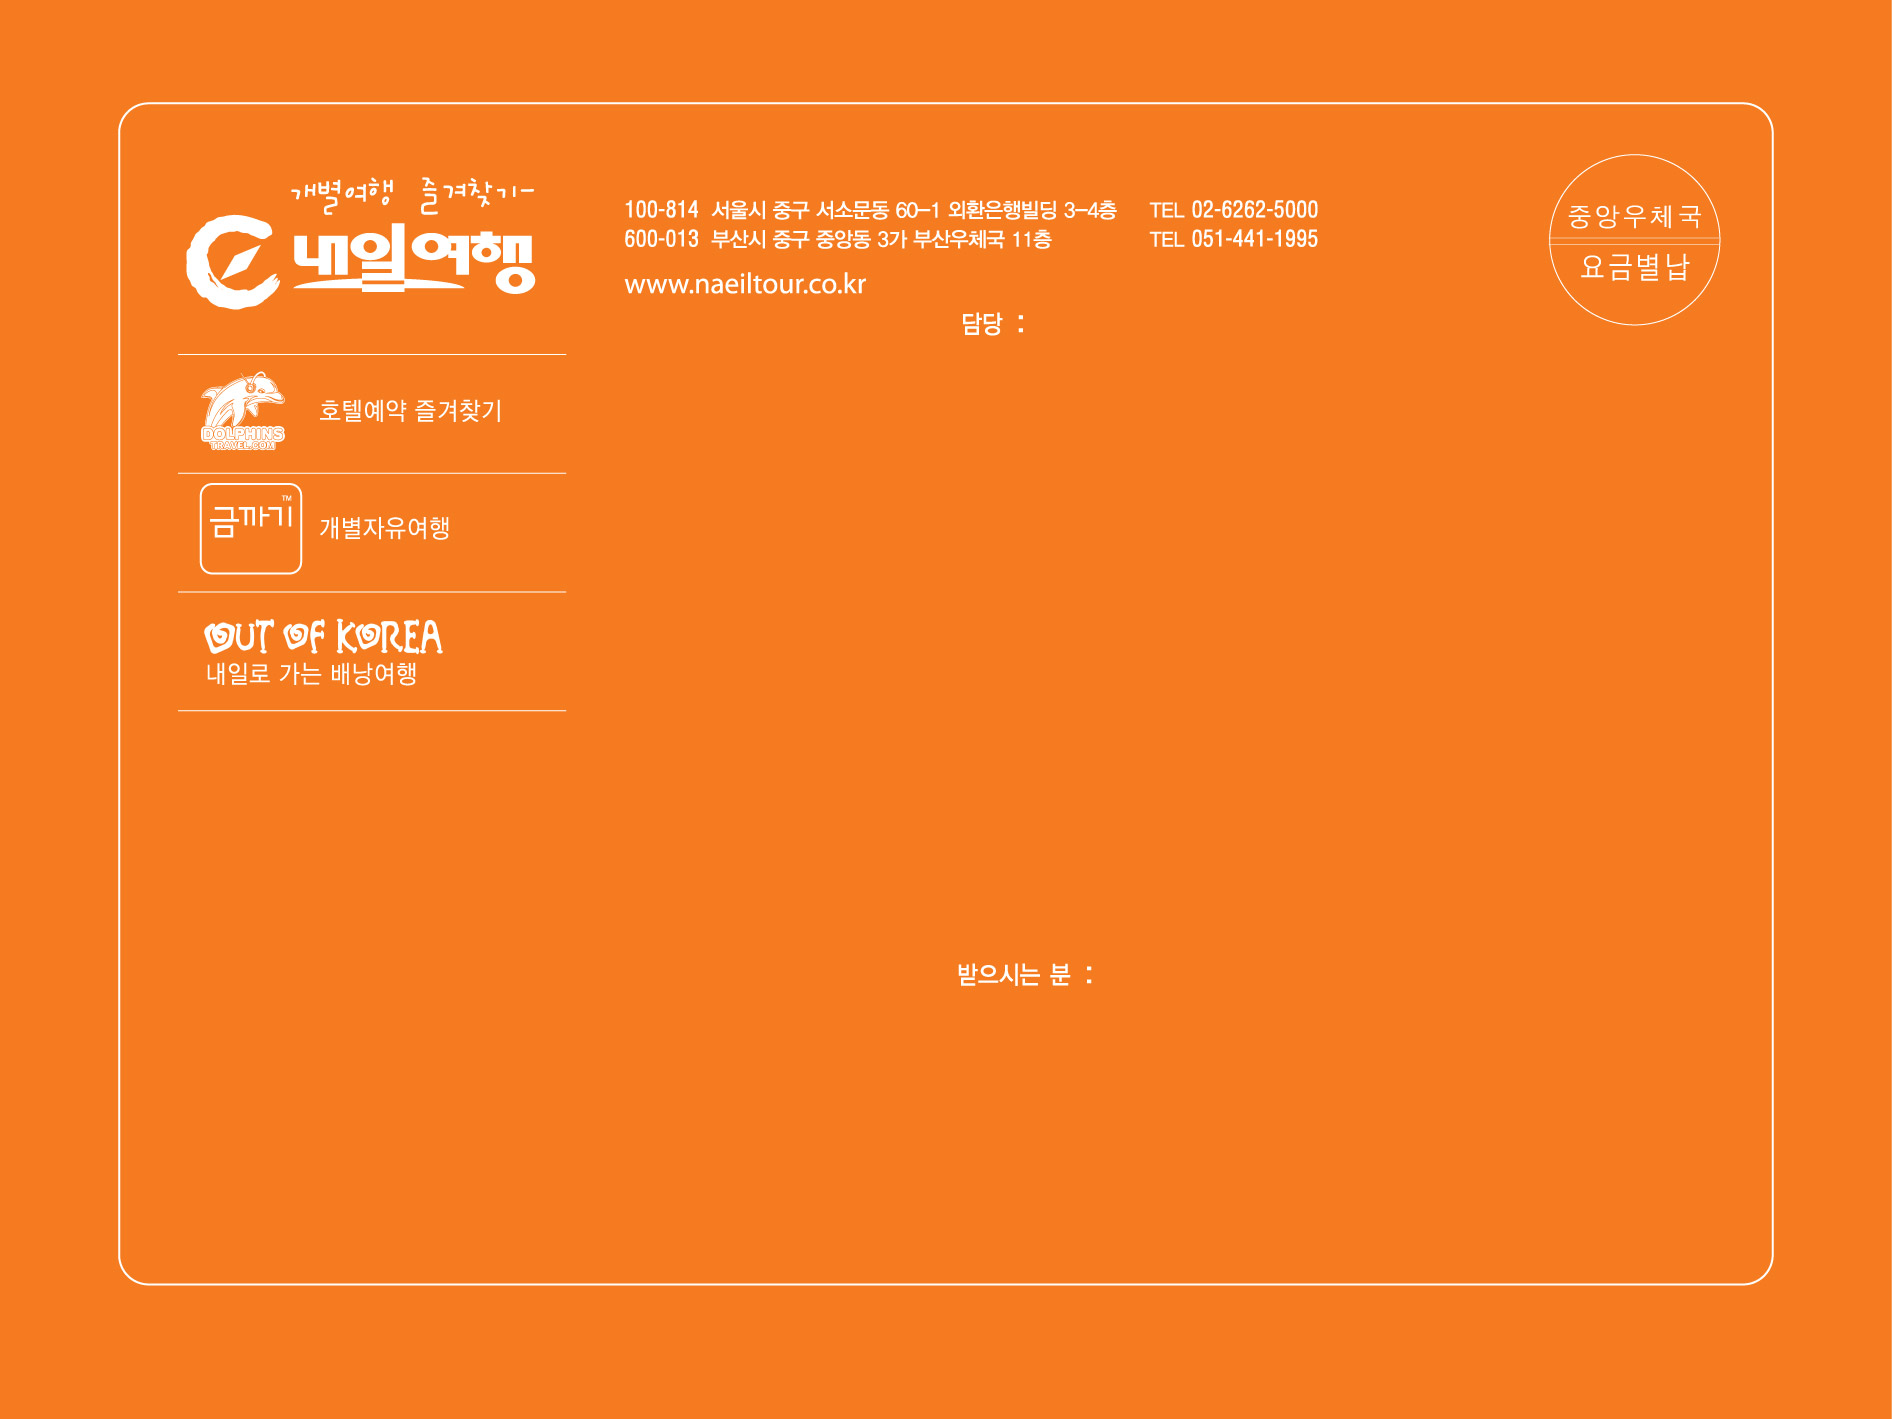 개별여행 즐겨찾기
내일여행
100-814 서울시 중구 서소문동 60-1 외환은행빌딩 3-4층 TEL 02-6262-5000
600-013 부산시 중구 중앙동 3가 부산우체국 11층 TEL 051-441-1995
www.naeiltour.co.kr
담당 :
중앙우체국
요금별납
DOLPHINS
TRAVEL.COM
호텔예약 즐겨찾기
금까기™
개별자유여행
OUT OF KOREA
내일로 가는 배낭여행
받으시는 분 :